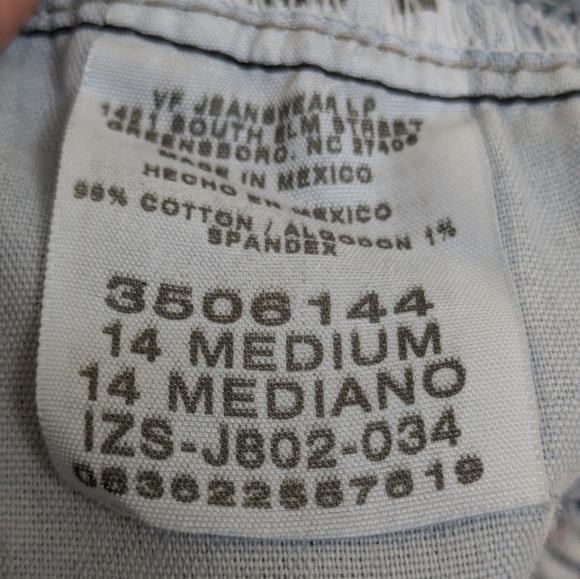 VF JEANSWEAR LP
1421 SOUTH ELM STREET
GREENSBORO, NC 27406
MADE IN MEXICO
HECHO EN MEXICO
99% COTTON / ALGODON 1%
SPANDEX
3506144
14 MEDIUM
14 MEDIANO
IZS-J802-034
083622567619